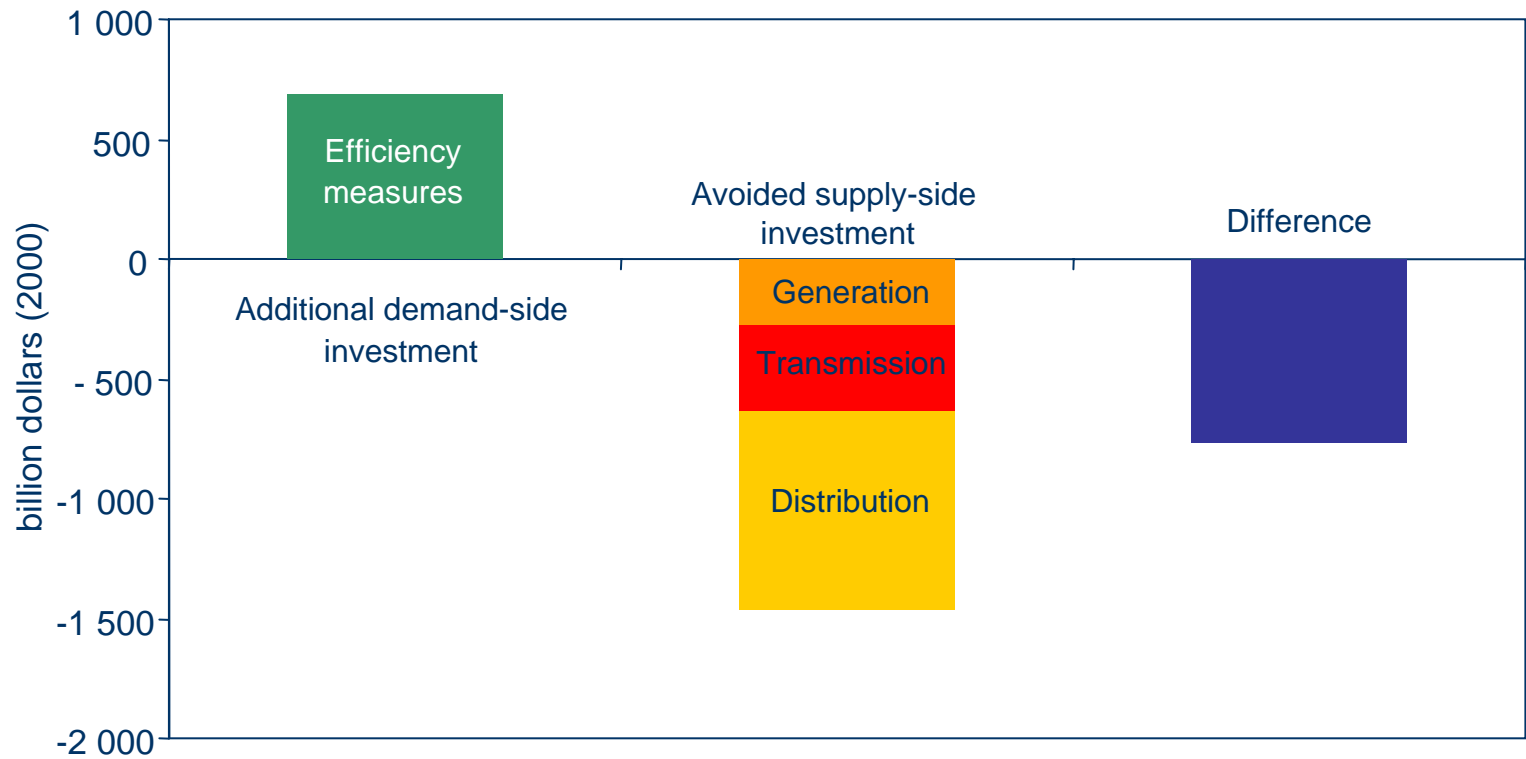 1 000
500
0
- 500
-1 000
-1 500
-2 000
billion dollars (2000)
Efficiency
measures
Additional demand-side
investment
Avoided supply-side
investment
Generation
Transmission
Distribution
Difference